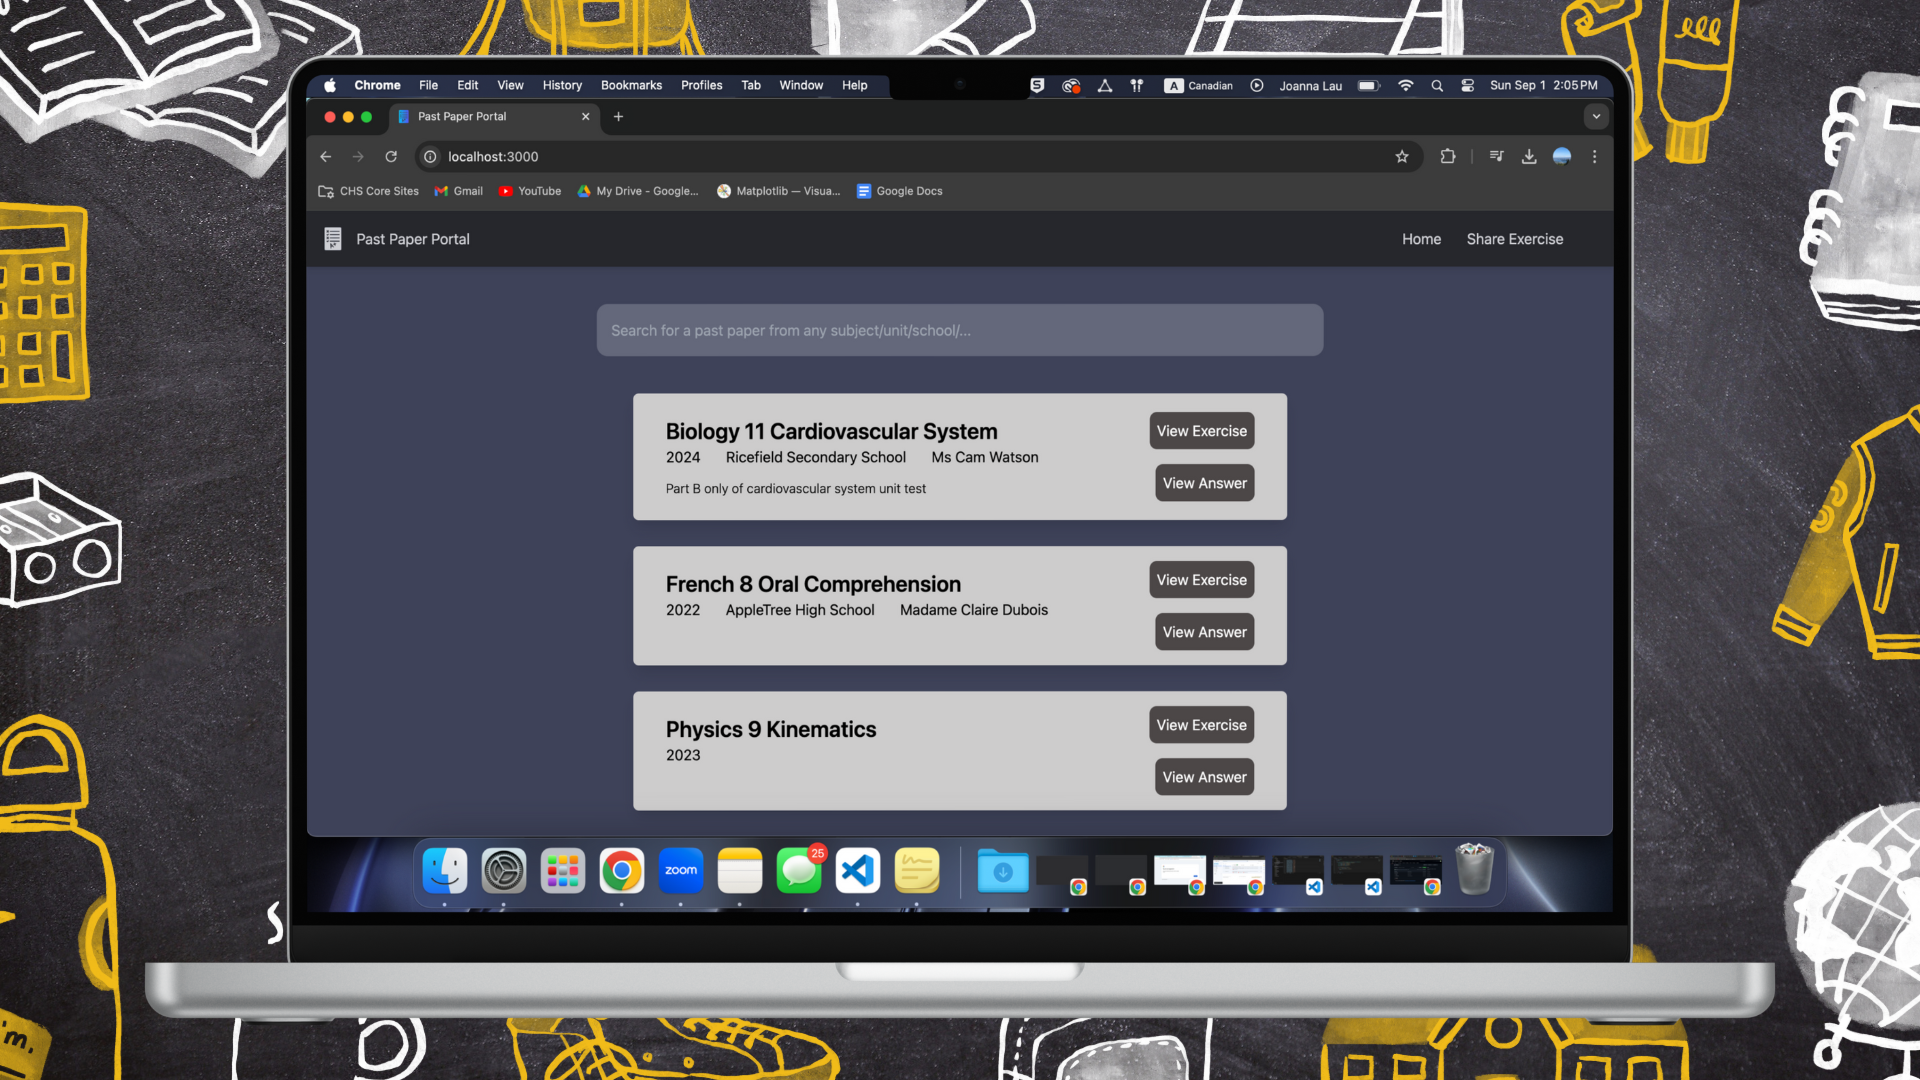 Chrome File Edit View History Bookmarks Profiles Tab Window Help
A Canadian Joanna Lau Sun Sep 1 2:05 PM
Past Paper Portal
localhost:3000
CHS Core Sites Gmail YouTube My Drive - Google... Matplotlib — Visua... Google Docs
Past Paper Portal Home Share Exercise
Search for a past paper from any subject/unit/school/...
Biology 11 Cardiovascular System
2024 Ricefield Secondary School Ms Cam Watson
Part B only of cardiovascular system unit test
View Exercise
View Answer
French 8 Oral Comprehension
2022 AppleTree High School Madame Claire Dubois
View Exercise
View Answer
Physics 9 Kinematics
2023
View Exercise
View Answer
zoom
25